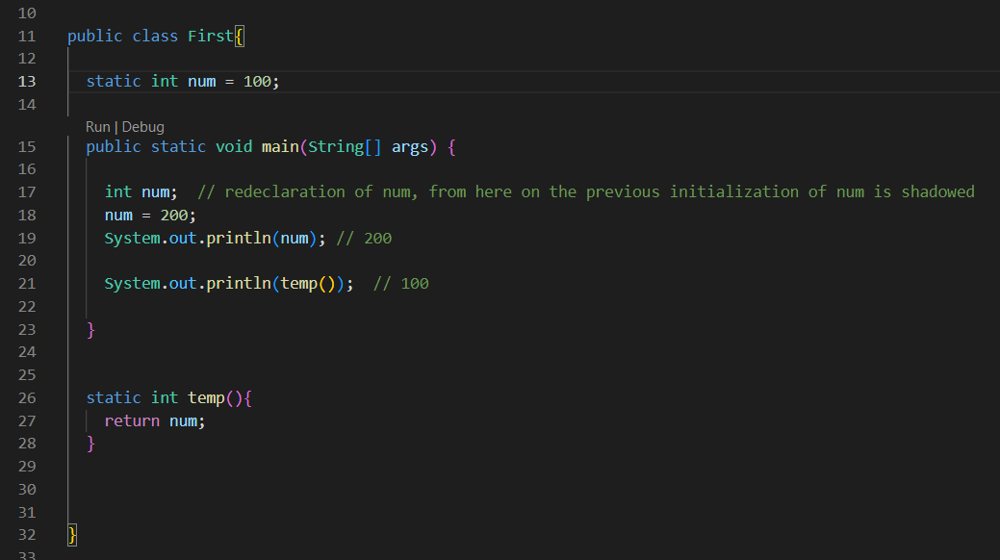 10
11 public class First{
12
13 static int num = 100;
14
Run | Debug
15 public static void main(String[] args) {
16
17 int num; // redeclaration of num, from here on the previous initialization of num is shadowed
18 num = 200;
19 System.out.println(num); // 200
20
21 System.out.println(temp()); // 100
22
23 }
24
25
26 static int temp(){
27 return num;
28 }
29
30
31
32 }
33